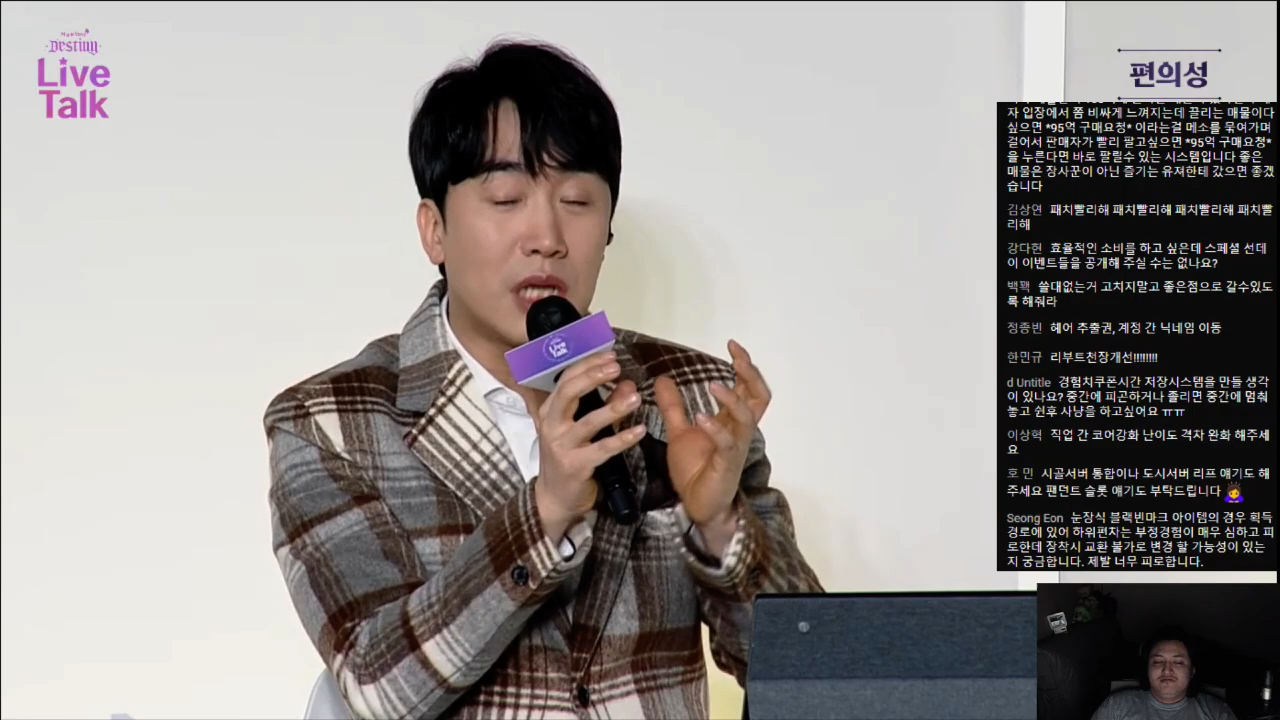 Destiny
Live
Talk
편의성
자 입장에서 쫌 비싸게 느껴지는데 끌리는 매물이다
싶으면 *95억 구매요청* 이라는걸 메소를 묶여가며
걸어서 판매자가 빨리 팔고싶으면 *95억 구매요청*
을 누른다면 바로 팔릴수 있는 시스템입니다 좋은
매물은 장사꾼이 아닌 즐기는 유져한테 갔으면 좋겠
습니다
김상연 패치빨리해 패치빨리해 패치빨리해 패치빨
리해
강다현 효율적인 소비를 하고 싶은데 스페셜 선데
이 이벤트들을 공개해 주실 수는 없나요?
백꽥 쓸대없는거 고치지말고 좋은점으로 갈수있도
록 해줘라
정종빈 헤어 추출권, 계정 간 닉네임 이동
한민규 리부트천장개선!!!!!!!!
d Untitle 경험치쿠폰시간 저장시스템을 만들 생각
이 있나요? 중간에 피곤하거나 졸리면 중간에 멈춰
놓고 쉰후 사냥을 하고싶어요 ㅠㅠ
이상혁 직업 간 코어강화 난이도 격차 완화 해주세
요
호 민 시골서버 통합이나 도시서버 리프 얘기도 해
주세요 팬던트 슬롯 얘기도 부탁드립니다
Seong Eon 눈장식 블랙빈마크 아이템의 경우 획득
경로에 있어 하위편차는 부정경험이 매우 심하고 피
로한데 장착시 교환 불가로 변경 할 가능성이 있는
지 궁금합니다. 제발 너무 피로합니다.
Live
Talk